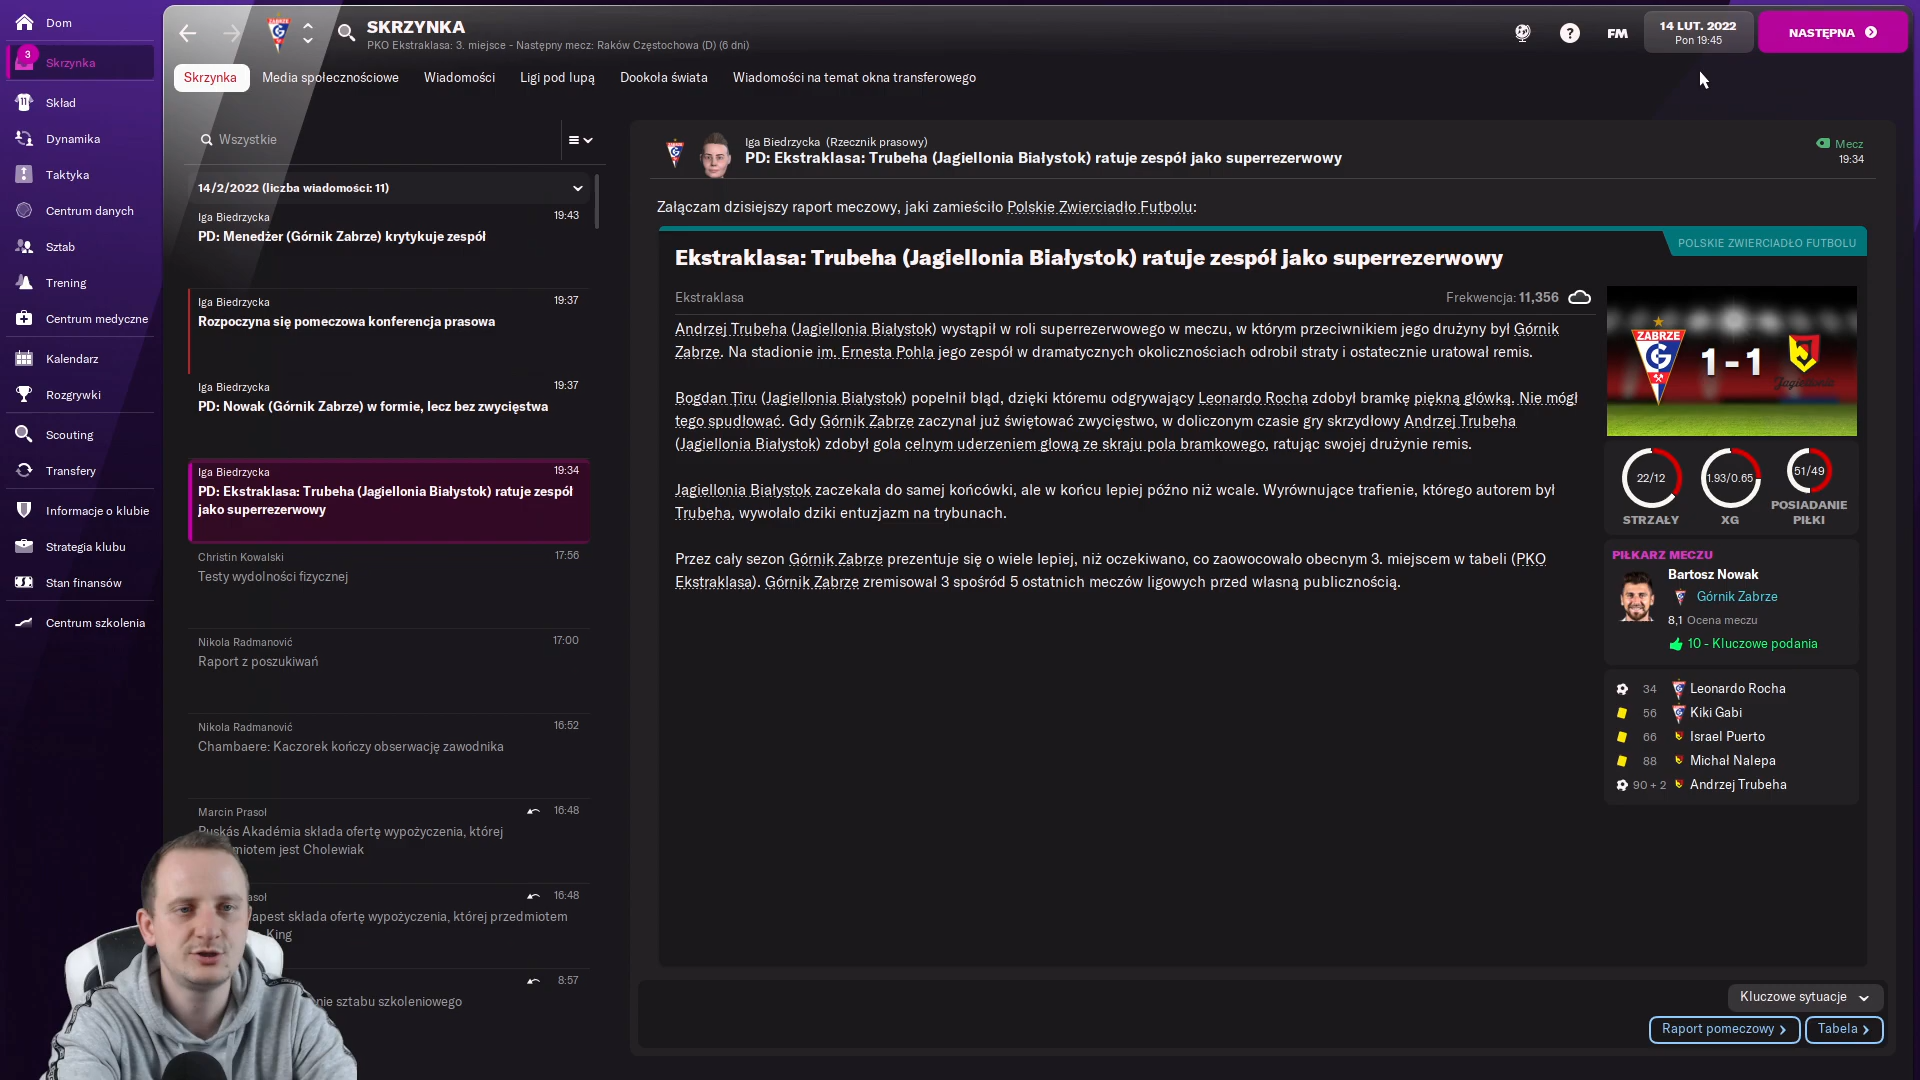 Dom
3
Skrzynka
Skład
Dynamika
Taktyka
Centrum danych
Sztab
Trening
Centrum medyczne
Kalendarz
Rozgrywki
Scouting
Transfery
Informacje o klubie
Strategia klubu
Stan finansów
Centrum szkolenia
SKRZYNKA
PKO Ekstraklasa: 3. miejsce - Następny mecz: Raków Częstochowa (D) (6 dni)
FM
14 LUT. 2022
Pon 19:45
NASTĘPNA
Skrzynka Media społecznościowe Wiadomości Ligi pod lupą Dookoła świata Wiadomości na temat okna transferowego
Wszystkie
14/2/2022 (liczba wiadomości: 11)
Iga Biedrzycka 19:43
PD: Menedżer (Górnik Zabrze) krytykuje zespół
Iga Biedrzycka 19:37
Rozpoczyna się pomeczowa konferencja prasowa
Iga Biedrzycka 19:37
PD: Nowak (Górnik Zabrze) w formie, lecz bez zwycięstwa
Iga Biedrzycka 19:34
PD: Ekstraklasa: Trubeha (Jagiellonia Białystok) ratuje zespół
jako superrezerwowy
Christin Kowalski 17:56
Testy wydolności fizycznej
Nikola Radmanović 17:00
Raport z poszukiwań
Nikola Radmanović 16:52
Chambaere: Kaczorek kończy obserwację zawodnika
Marcin Prasoł 16:48
Puskás Akadémia składa ofertę wypożyczenia, której
miotem jest Cholewiak
asoł 16:48
apest składa ofertę wypożyczenia, której przedmiotem
King
8:57
nie sztabu szkoleniowego
Iga Biedrzycka (Rzecznik prasowy)
PD: Ekstraklasa: Trubeha (Jagiellonia Białystok) ratuje zespół jako superrezerwowy
Mecz
19:34
Załączam dzisiejszy raport meczowy, jaki zamieściło Polskie Zwierciadło Futbolu:
POLSKIE ZWIERCIADŁO FUTBOLU
Ekstraklasa: Trubeha (Jagiellonia Białystok) ratuje zespół jako superrezerwowy
Ekstraklasa
Frekwencja: 11,356
Andrzej Trubeha (Jagiellonia Białystok) wystąpił w roli superrezerwowego w meczu, w którym przeciwnikiem jego drużyny był Górnik
Zabrze. Na stadionie im. Ernesta Pohla jego zespół w dramatycznych okolicznościach odrobił straty i ostatecznie uratował remis.
Bogdan Țîru (Jagiellonia Białystok) popełnił błąd, dzięki któremu odgrywający Leonardo Rocha zdobył bramkę piękną główką. Nie mógł
tego spudłować. Gdy Górnik Zabrze zaczynał już świętować zwycięstwo, w doliczonym czasie gry skrzydłowy Andrzej Trubeha
(Jagiellonia Białystok) zdobył gola celnym uderzeniem głową ze skraju pola bramkowego, ratując swojej drużynie remis.
Jagiellonia Białystok zaczekała do samej końcówki, ale w końcu lepiej późno niż wcale. Wyrównujące trafienie, którego autorem był
Trubeha, wywołało dziki entuzjazm na trybunach.
Przez cały sezon Górnik Zabrze prezentuje się o wiele lepiej, niż oczekiwano, co zaowocowało obecnym 3. miejscem w tabeli (PKO
Ekstraklasa). Górnik Zabrze zremisował 3 spośród 5 ostatnich meczów ligowych przed własną publicznością.
ZABRZE
G
1 - 1
Jagiellonia
22/12
STRZAŁY
1.93/0.65
XG
51/49
POSIADANIE
PIŁKI
PIŁKARZ MECZU
Bartosz Nowak
Górnik Zabrze
8,1 Ocena meczu
10 - Kluczowe podania
34 Leonardo Rocha
56 Kiki Gabi
66 Israel Puerto
88 Michał Nalepa
90 + 2 Andrzej Trubeha
Kluczowe sytuacje
Raport pomeczowy
Tabela